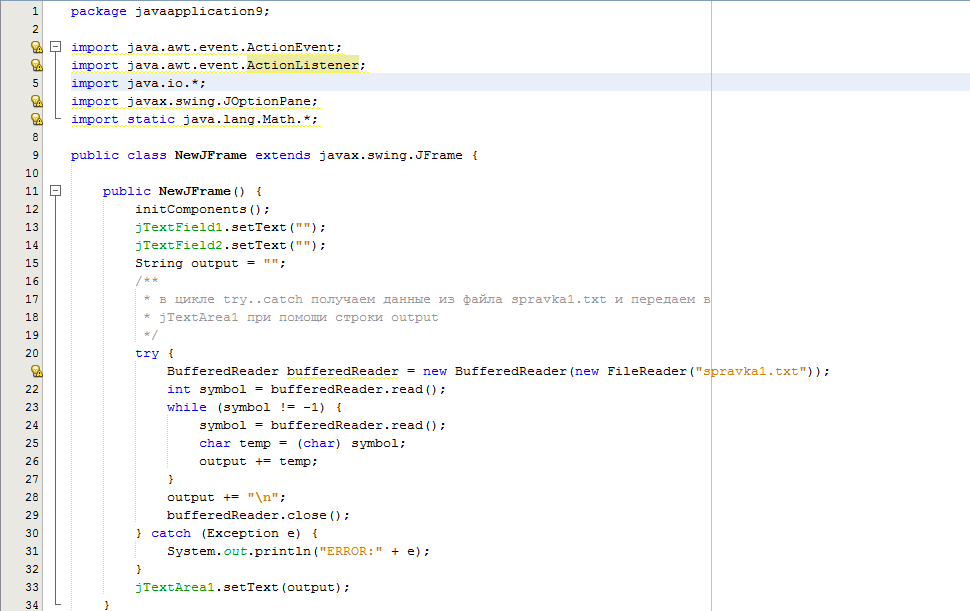 1 package javaapplication9;
2
import java.awt.event.ActionEvent;
import java.awt.event.ActionListener;
5 import java.io.*;
import javax.swing.JOptionPane;
import static java.lang.Math.*;
8
9 public class NewJFrame extends javax.swing.JFrame {
10
11 public NewJFrame() {
12 initComponents();
13 jTextField1.setText("");
14 jTextField2.setText("");
15 String output = "";
16 /**
17 * в цикле try..catch получаем данные из файла spravka1.txt и передаем в
18 * jTextArea1 при помощи строки output
19 */
20 try {
BufferedReader bufferedReader = new BufferedReader(new FileReader("spravka1.txt"));
22 int symbol = bufferedReader.read();
23 while (symbol != -1) {
24 symbol = bufferedReader.read();
25 char temp = (char) symbol;
26 output += temp;
27 }
28 output += "\n";
29 bufferedReader.close();
30 } catch (Exception e) {
31 System.out.println("ERROR:" + e);
32 }
33 jTextArea1.setText(output);
34 }